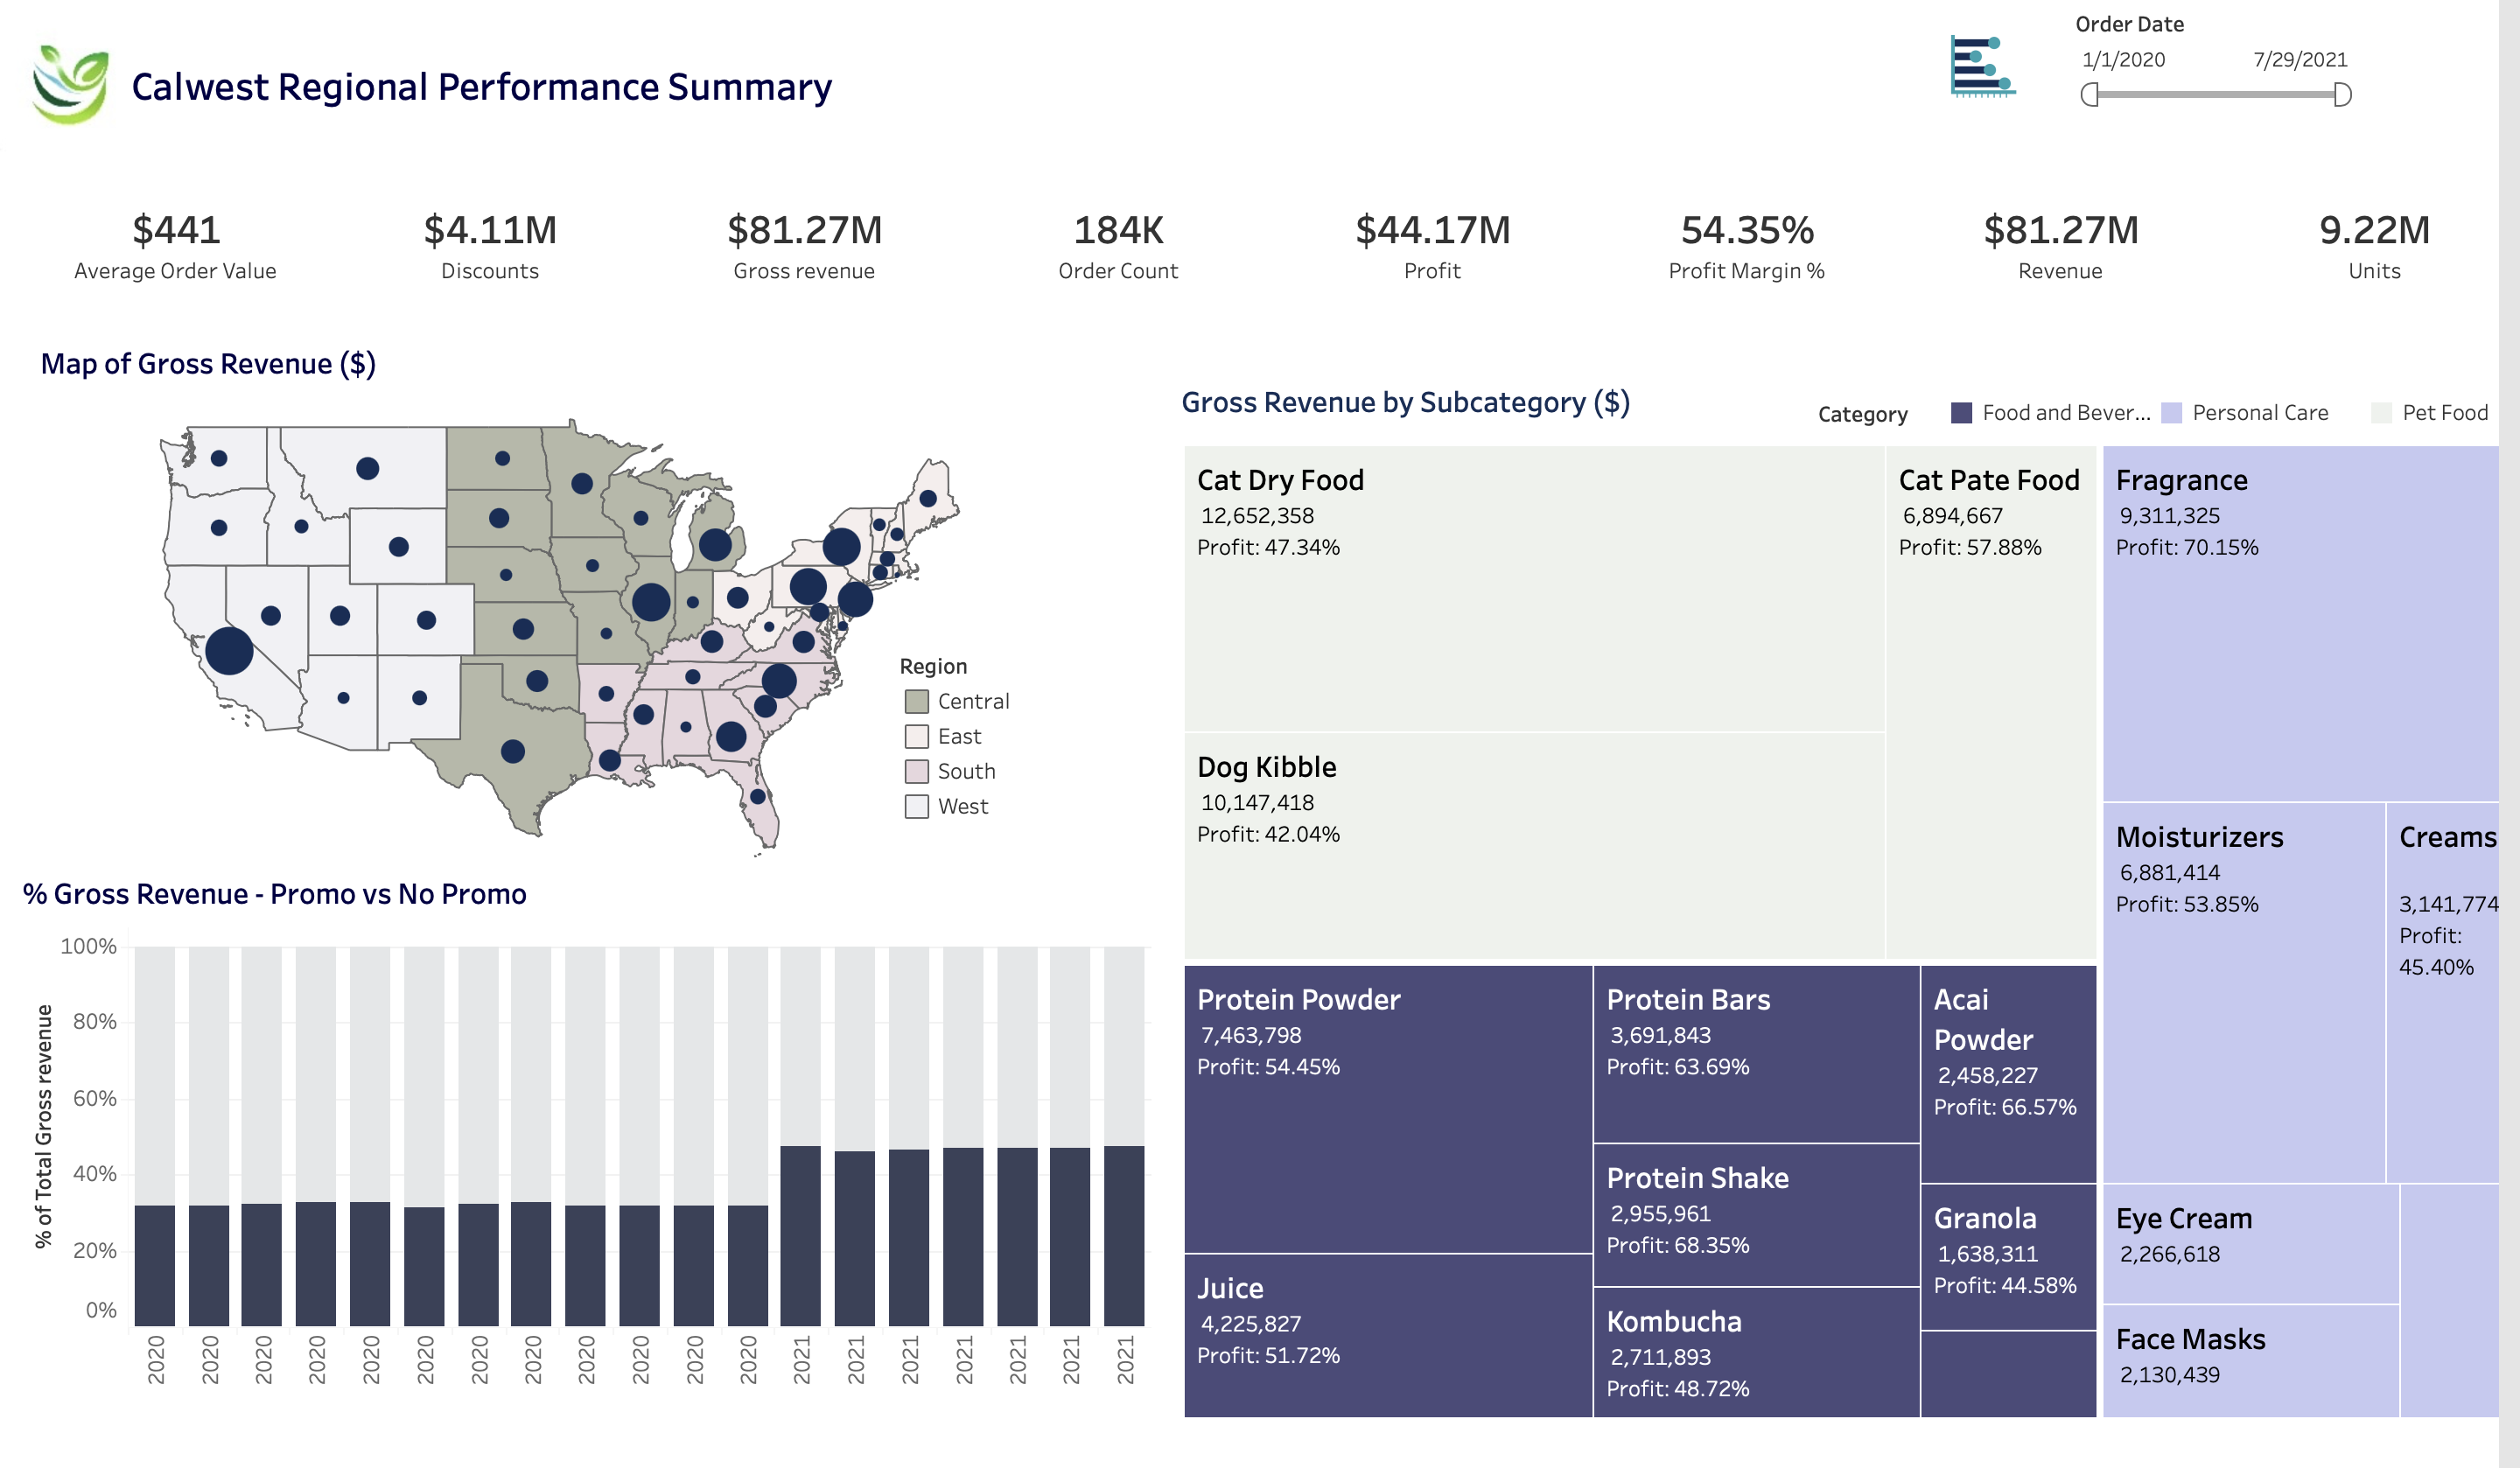 Calwest Regional Performance Summary
Order Date
1/1/2020 7/29/2021
$441
Average Order Value
$4.11M
Discounts
$81.27M
Gross revenue
184K
Order Count
$44.17M
Profit
54.35%
Profit Margin %
$81.27M
Revenue
9.22M
Units
Map of Gross Revenue ($)
Region
Central
East
South
West
% Gross Revenue - Promo vs No Promo
% of Total Gross revenue
100%
80%
60%
40%
20%
0%
2020 2020 2020 2020 2020 2020 2020 2020 2020 2020 2020 2020 2021 2021 2021 2021 2021 2021 2021
Gross Revenue by Subcategory ($)
Category Food and Bever... Personal Care Pet Food
Cat Dry Food
12,652,358
Profit: 47.34%
Cat Pate Food
6,894,667
Profit: 57.88%
Dog Kibble
10,147,418
Profit: 42.04%
Fragrance
9,311,325
Profit: 70.15%
Moisturizers
6,881,414
Profit: 53.85%
Creams
3,141,774
Profit:
45.40%
Protein Powder
7,463,798
Profit: 54.45%
Juice
4,225,827
Profit: 51.72%
Protein Bars
3,691,843
Profit: 63.69%
Protein Shake
2,955,961
Profit: 68.35%
Kombucha
2,711,893
Profit: 48.72%
Acai
Powder
2,458,227
Profit: 66.57%
Granola
1,638,311
Profit: 44.58%
Eye Cream
2,266,618
Face Masks
2,130,439